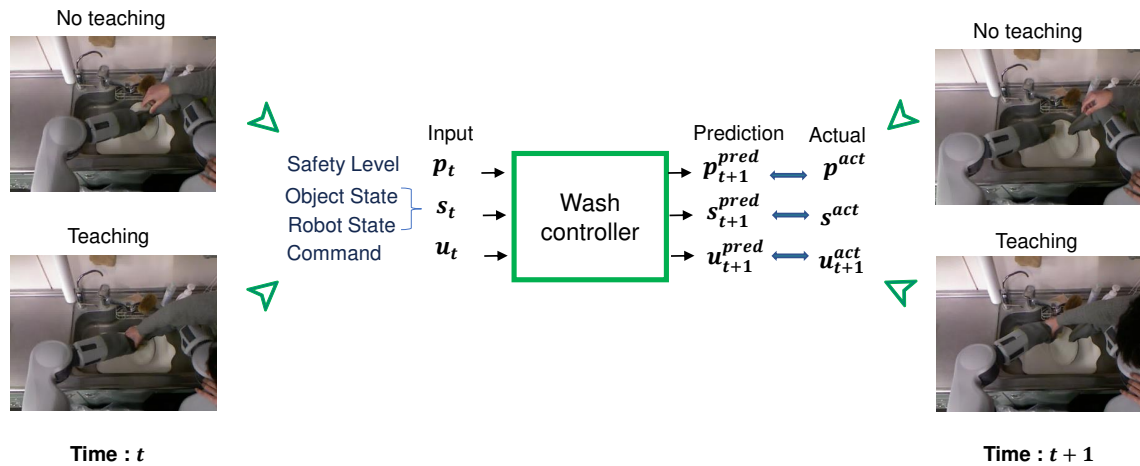 No teaching
No teaching
Input
Prediction
Actual
Safety Level
p_t
p_{t+1}^{pred}
p^{act}
Object State
Robot State
s_t
Wash
controller
s_{t+1}^{pred}
s^{act}
Command
u_t
u_{t+1}^{pred}
u_{t+1}^{act}
Teaching
Teaching
Time : t
Time : t + 1